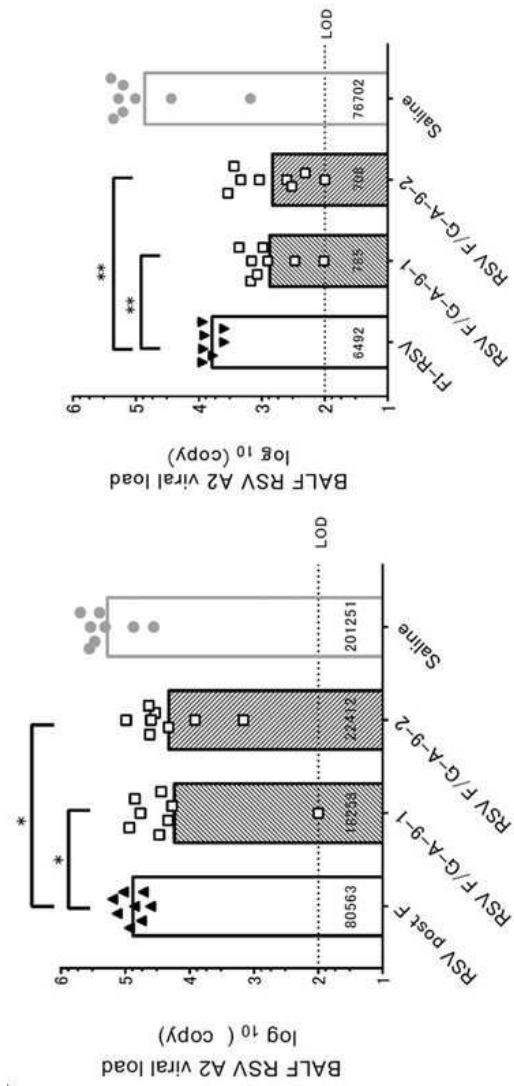 BALF RSV A2 viral load
log 10 ( copy)
6
5
4
3
2
1
*
*
LOD
80563
18258
22412
201251
RSV post F
RSV F/G-A-9-1
RSV F/G-A-9-2
Saline
BALF RSV A2 viral load
log 10 (copy)
6
5
4
3
2
1
**
**
LOD
6492
785
708
76702
FI-RSV
RSV F/G-A-9-1
RSV F/G-A-9-2
Saline